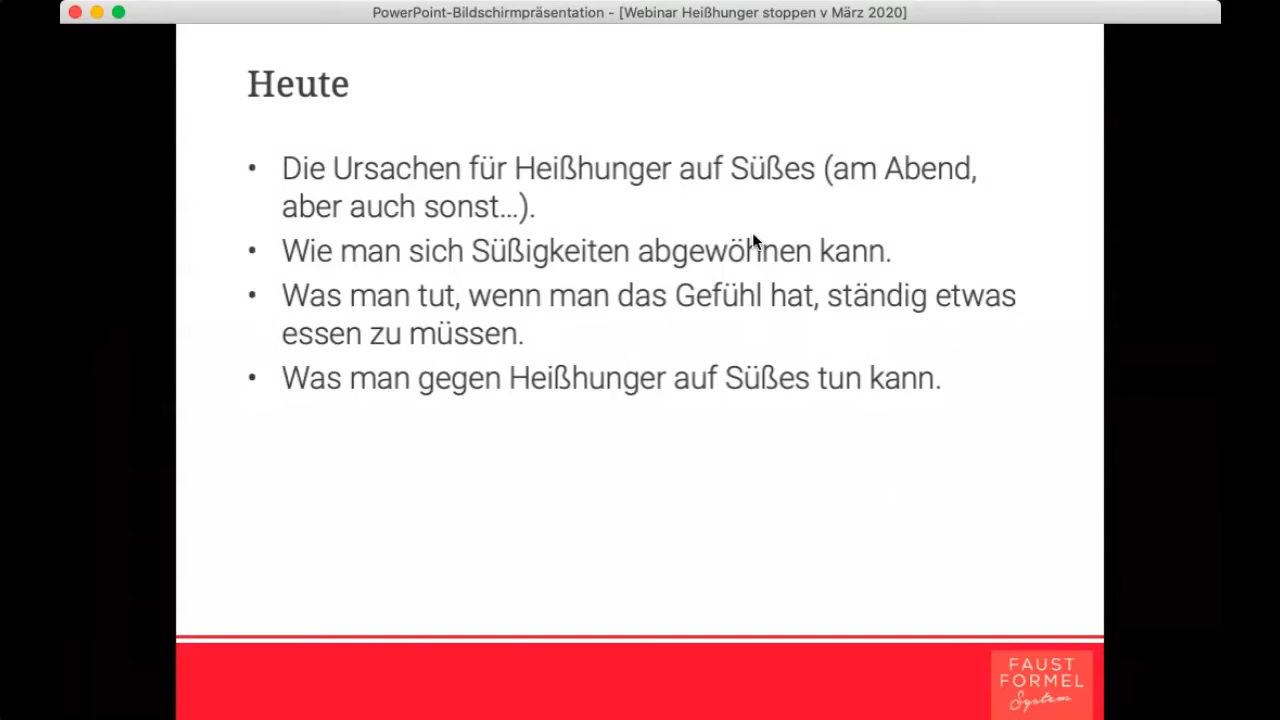 PowerPoint-Bildschirmpräsentation - [Webinar Heißhunger stoppen v März 2020]
Heute
• Die Ursachen für Heißhunger auf Süßes (am Abend,
aber auch sonst...).
• Wie man sich Süßigkeiten abgewöhnen kann.
• Was man tut, wenn man das Gefühl hat, ständig etwas
essen zu müssen.
• Was man gegen Heißhunger auf Süßes tun kann.
FAUST
FORMEL
System